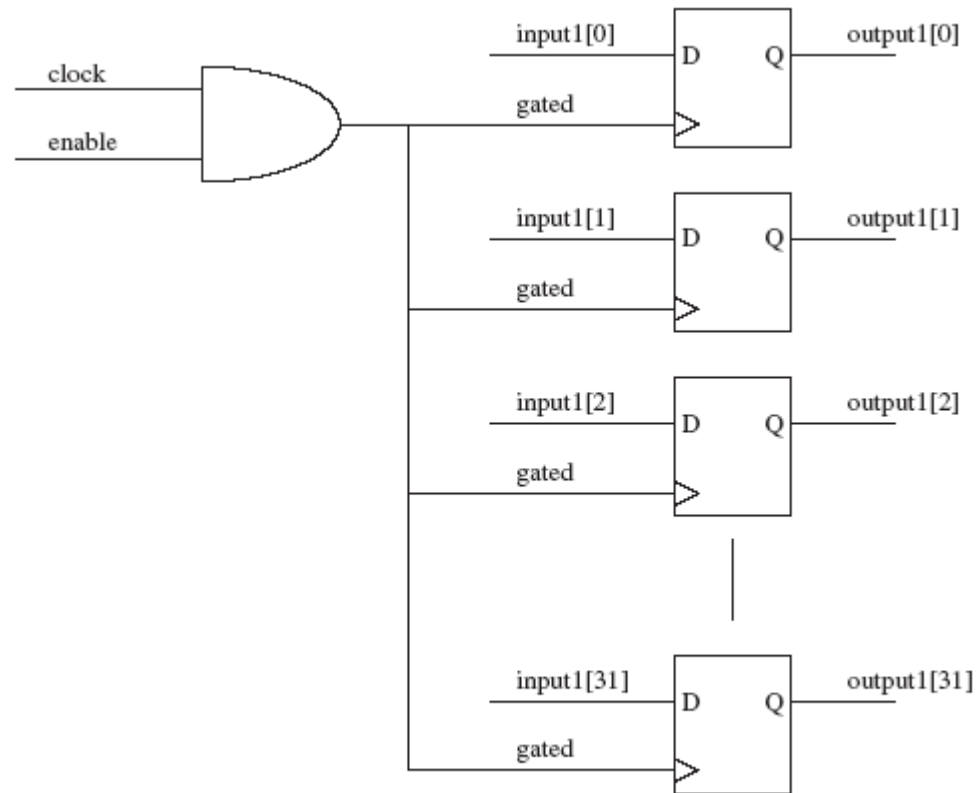 input1[0]
output1[0]
D
Q
clock
gated
enable
input1[1]
output1[1]
D
Q
gated
input1[2]
output1[2]
D
Q
gated
input1[31]
output1[31]
D
Q
gated